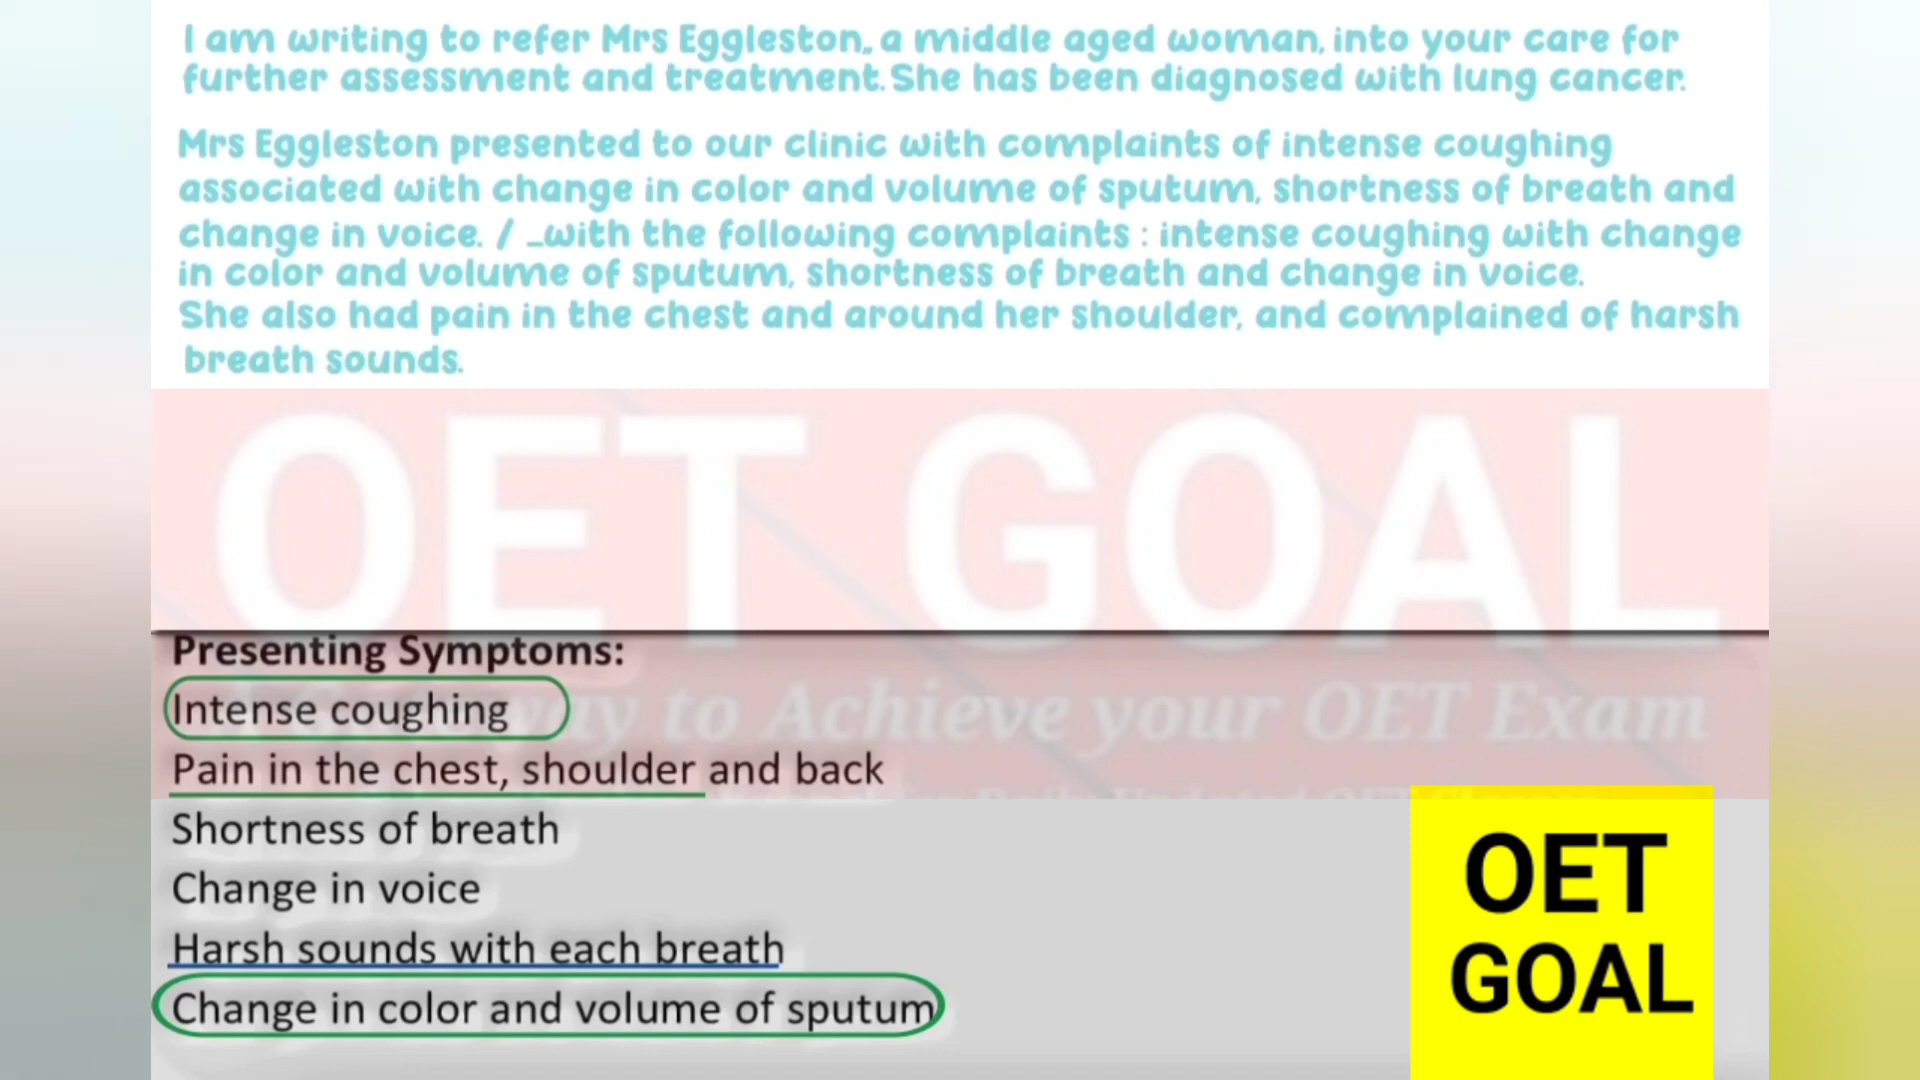 I am writing to refer Mrs Eggleston,, a middle aged woman, into your care for
further assessment and treatment. She has been diagnosed with lung cancer.
Mrs Eggleston presented to our clinic with complaints of intense coughing
associated with change in color and volume of sputum, shortness of breath and
change in voice. / _with the following complaints : intense coughing with change
in color and volume of sputum, shortness of breath and change in voice.
She also had pain in the chest and around her shoulder, and complained of harsh
breath sounds.
OET GOAL
Presenting Symptoms:
way to Achieve your OET Exam
Intense coughing
Pain in the chest, shoulder and back
Shortness of breath
Change in voice
Harsh sounds with each breath
Change in color and volume of sputum
OET
GOAL